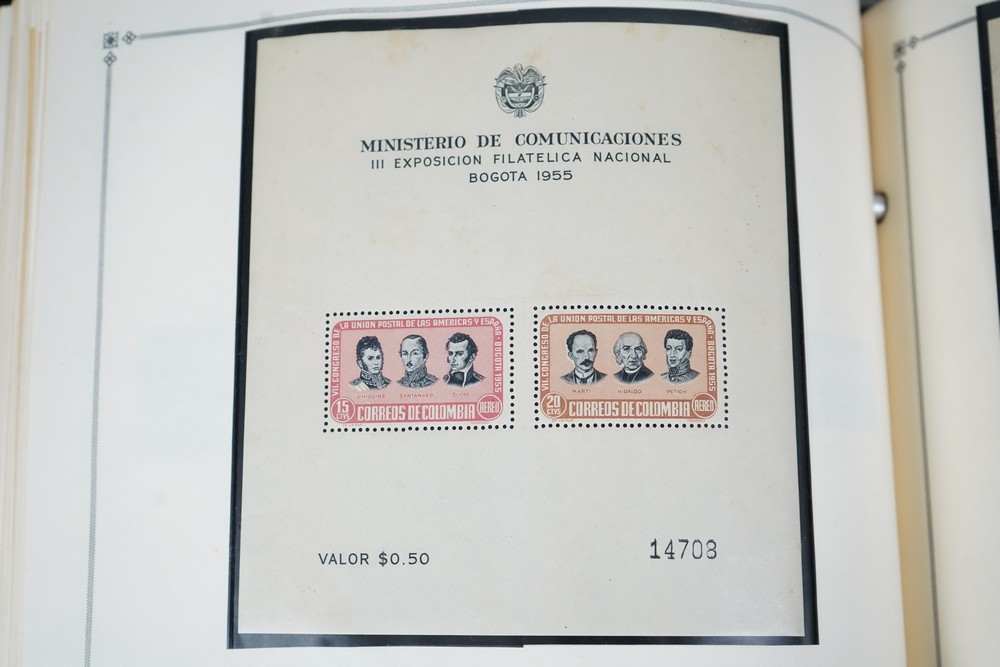 MINISTERIO DE COMUNICACIONES
III EXPOSICION FILATELICA NACIONAL
BOGOTA 1955
VII. CONGRESO DE LA UNION POSTAL DE LAS AMERICAS Y ESPAÑA · BOGOTA 1955
O'HIGGINS SANTANDER SUCRE
15 CTVS CORREOS DE COLOMBIA AEREO
VII. CONGRESO DE LA UNION POSTAL DE LAS AMERICAS Y ESPAÑA · BOGOTA 1955
MARTI HIDALGO PETION
20 CTVS CORREOS DE COLOMBIA AEREO
VALOR $0.50
14708